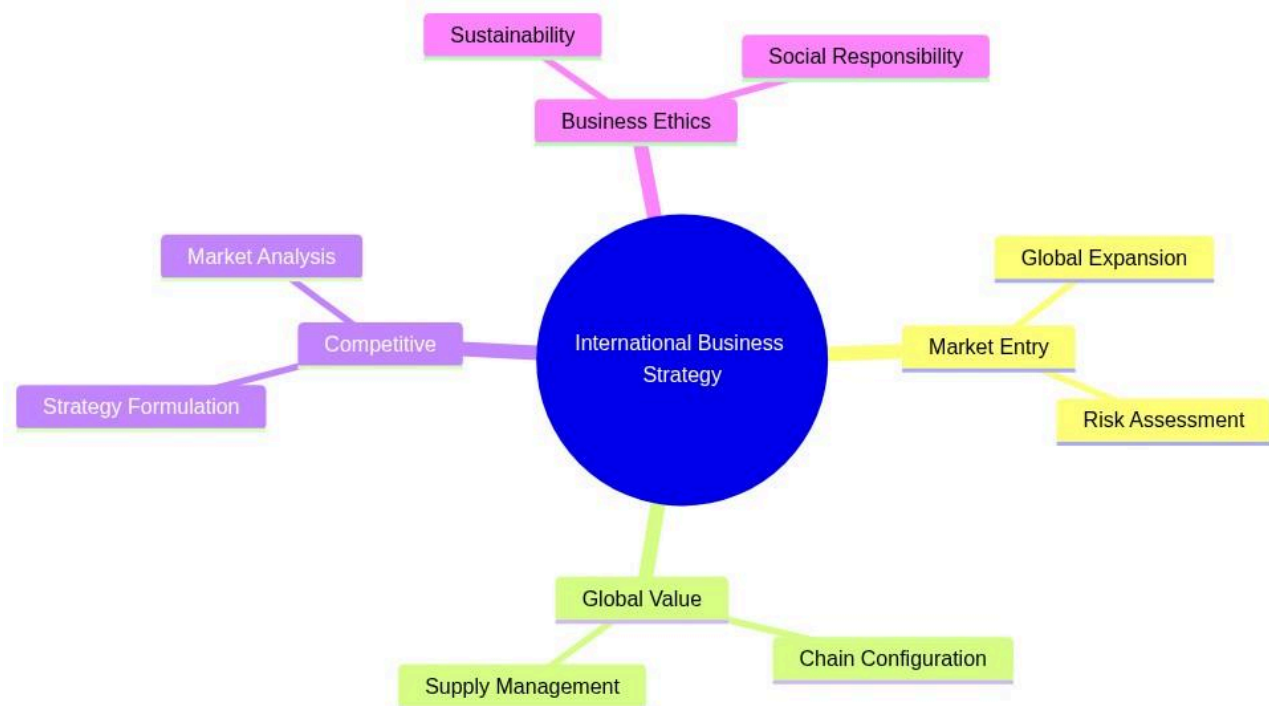 Sustainability
Social Responsibility
Business Ethics
Market Analysis
Global Expansion
Competitive
International Business
Strategy
Market Entry
Strategy Formulation
Risk Assessment
Global Value
Chain Configuration
Supply Management